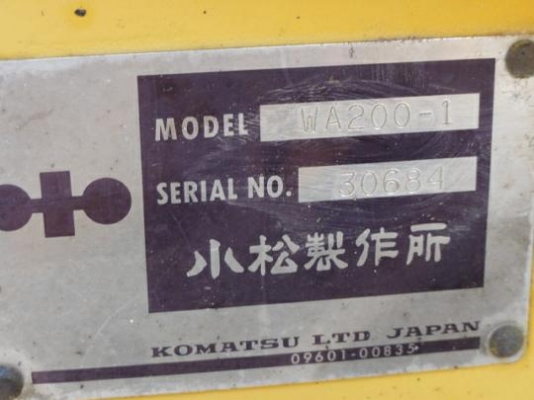 MODEL WA200-1
SERIAL NO. 30684
小松製作所
KOMATSU LTD JAPAN
09601-00835